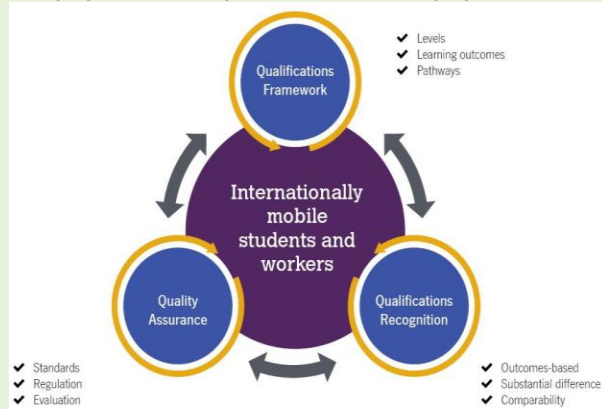 Qualifications
Framework
✔ Levels
✔ Learning outcomes
✔ Pathways
Internationally
mobile
students and
workers
Quality
Assurance
Qualifications
Recognition
✔ Standards
✔ Regulation
✔ Evaluation
✔ Outcomes-based
✔ Substantial difference
✔ Comparability